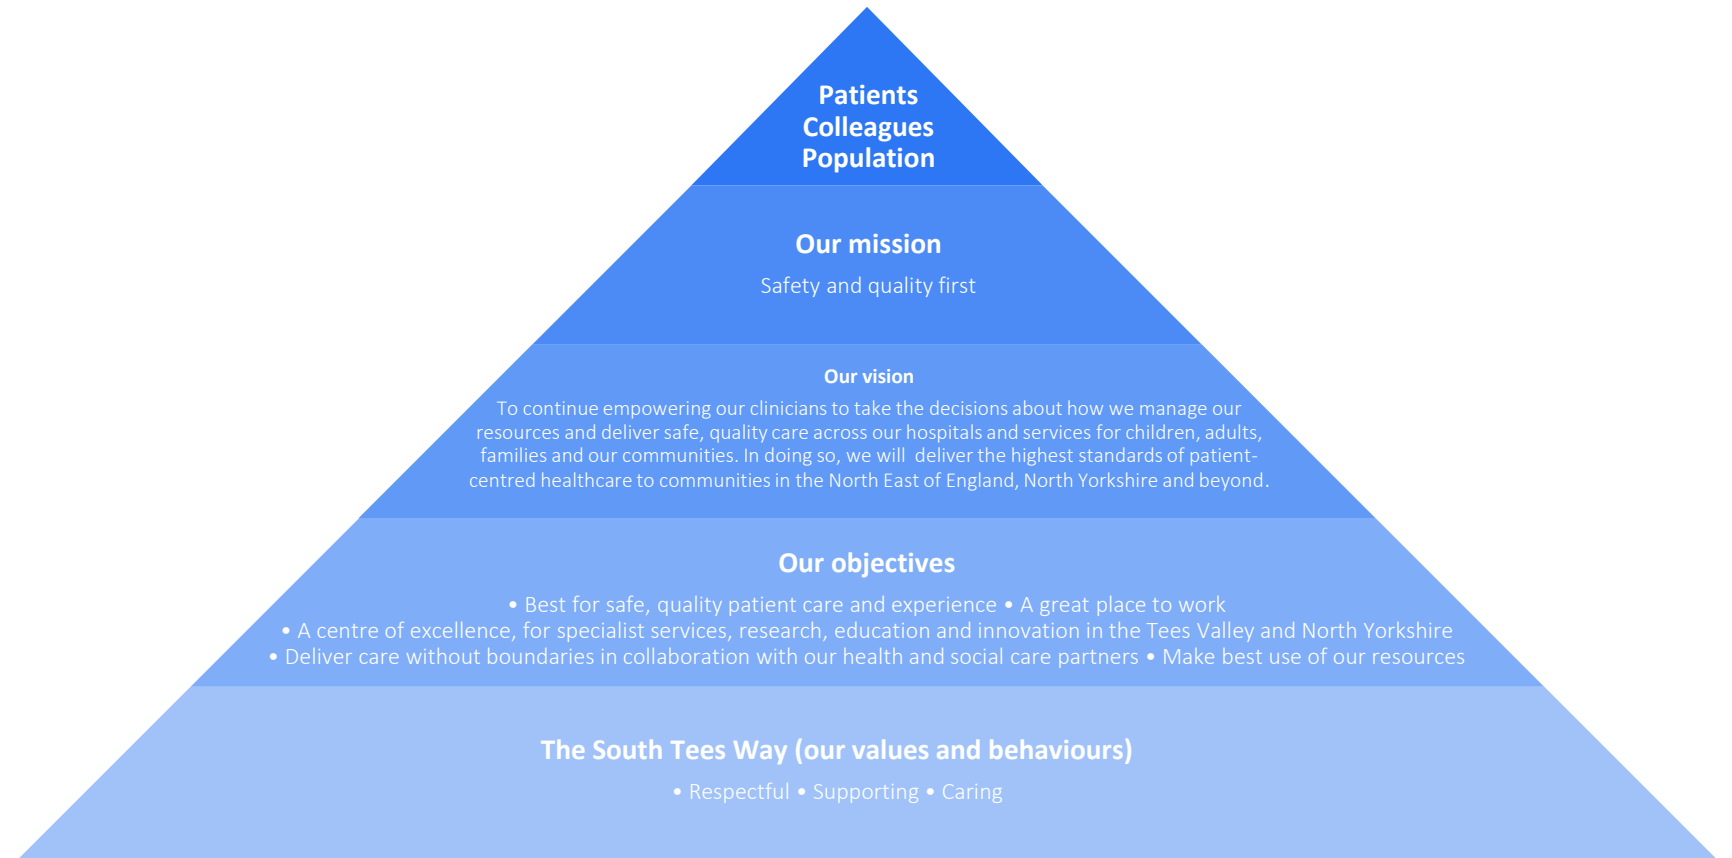 Patients
Colleagues
Population
Our mission
Safety and quality first
Our vision
To continue empowering our clinicians to take the decisions about how we manage our
resources and deliver safe, quality care across our hospitals and services for children, adults,
families and our communities. In doing so, we will  deliver the highest standards of patient-
centred healthcare to communities in the North East of England, North Yorkshire and beyond.
Our objectives
• Best for safe, quality patient care and experience • A great place to work
• A centre of excellence, for specialist services, research, education and innovation in the Tees Valley and North Yorkshire
• Deliver care without boundaries in collaboration with our health and social care partners • Make best use of our resources
The South Tees Way (our values and behaviours)
• Respectful • Supporting • Caring